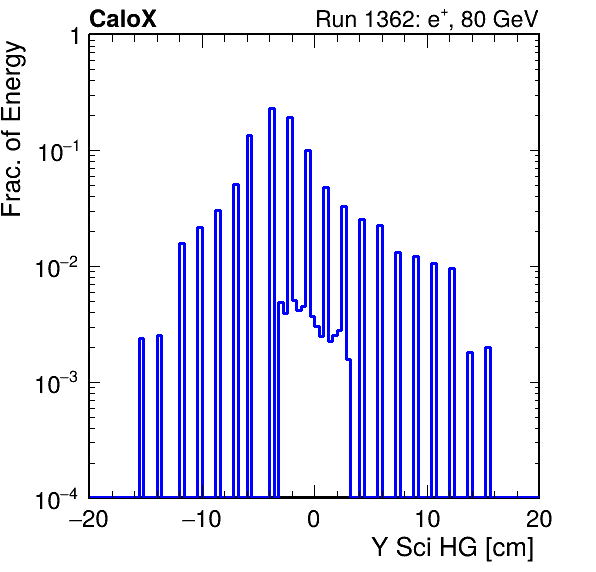 CaloX Run 1362: e⁺, 80 GeV
Frac. of Energy
1
10⁻¹
10⁻²
10⁻³
10⁻⁴
−20 −10 0 10 20
Y Sci HG [cm]